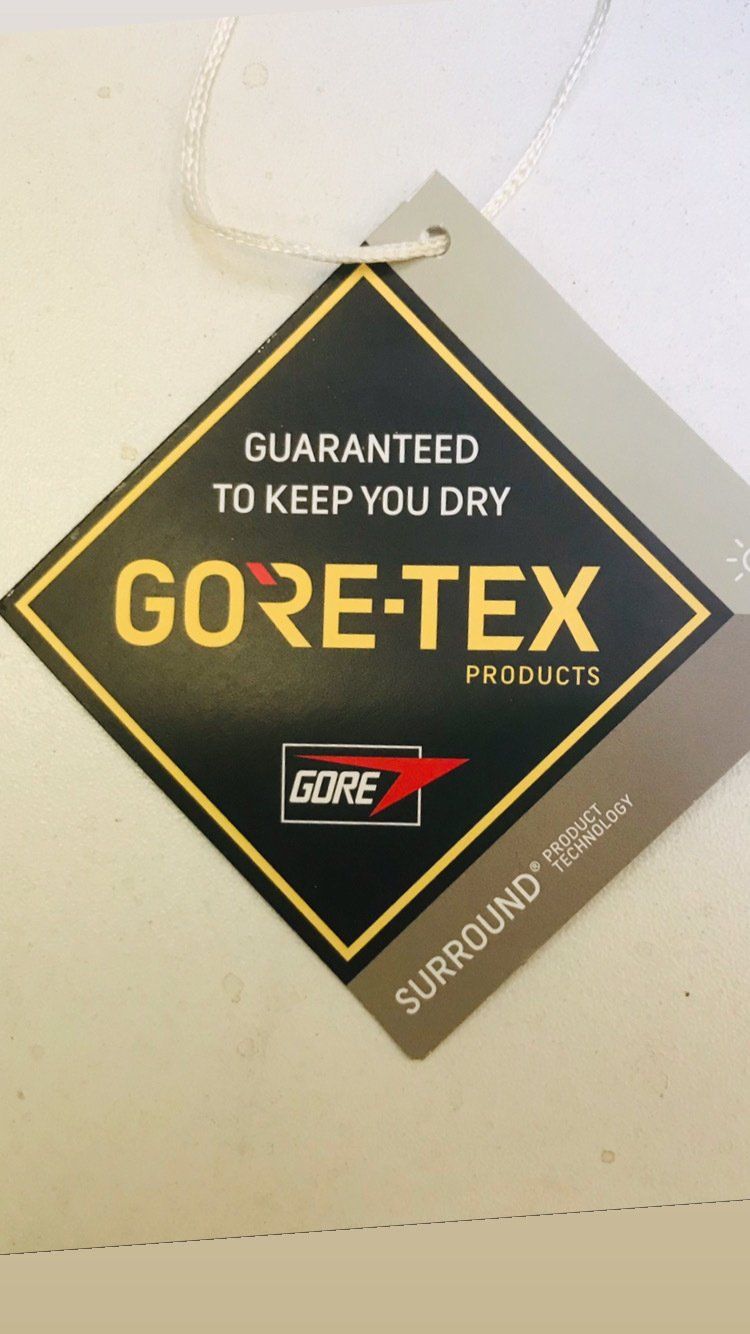 GUARANTEED
TO KEEP YOU DRY
GORE-TEX
PRODUCTS
GORE
SURROUND® PRODUCT
TECHNOLOGY